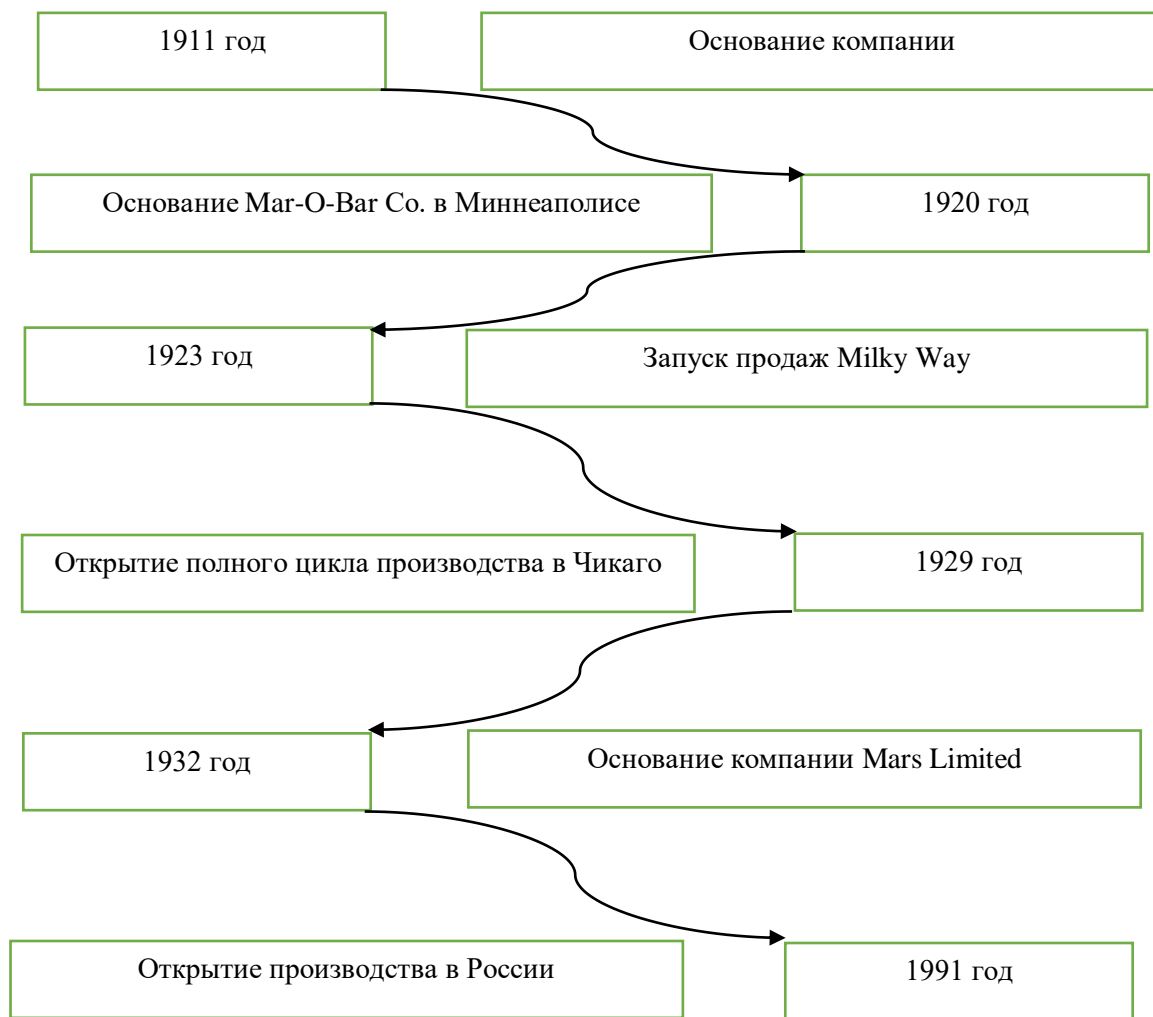 1911 год
Основание компании
Основание Mar-O-Bar Co. в Миннеаполисе
1920 год
1923 год
Запуск продаж Milky Way
Открытие полного цикла производства в Чикаго
1929 год
1932 год
Основание компании Mars Limited
Открытие производства в России
1991 год